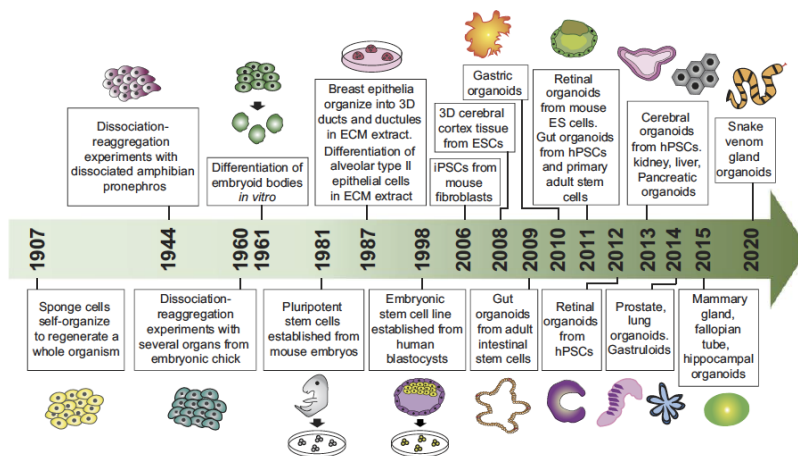 Dissociation-
reaggregation
experiments with
dissociated amphibian
pronephros
Differentiation of
embryoid bodies
in vitro
Breast epithelia
organize into 3D
ducts and ductules
in ECM extract.
Differentiation of
alveolar type II
epithelial cells
in ECM extract
iPSCs from
mouse
fibroblasts
3D cerebral
cortex tissue
from ESCs
Gastric
organoids
Retinal
organoids
from mouse
ES cells.
Gut organoids
from hPSCs
and primary
adult stem
cells
Cerebral
organoids
from hPSCs.
kidney, liver,
Pancreatic
organoids
Snake
venom
gland
organoids
1907
1944
1960
1961
1981
1987
1998
2006
2008
2009
2010
2011
2012
2013
2014
2015
2020
Sponge cells
self-organize
to regenerate a
whole organism
Dissociation-
reaggregation
experiments with
several organs from
embryonic chick
Pluripotent
stem cells
established from
mouse embryos
Embryonic
stem cell line
established from
human
blastocysts
Gut
organoids
from adult
intestinal
stem cells
Retinal
organoids
from
hPSCs
Prostate,
lung organoids.
Gastruloids
Mammary
gland,
fallopian
tube,
hippocampal
organoids